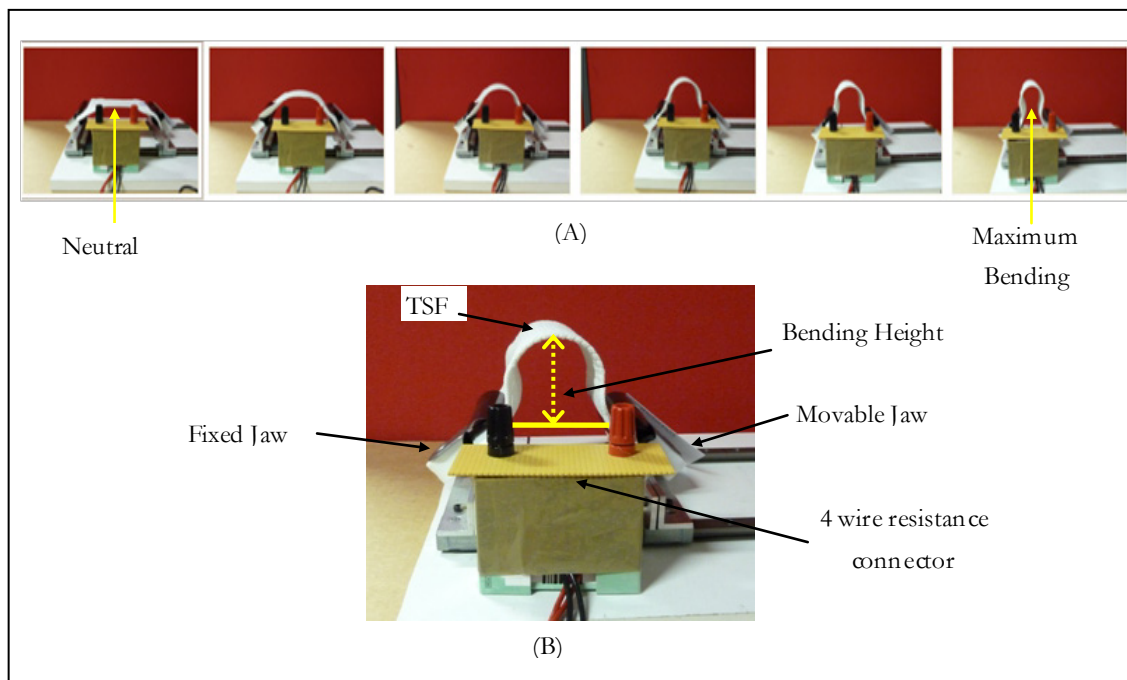 Neutral
(A)
Maximum
Bending
TSF
Bending Height
Fixed Jaw
Movable Jaw
4 wire resistance
connector
(B)